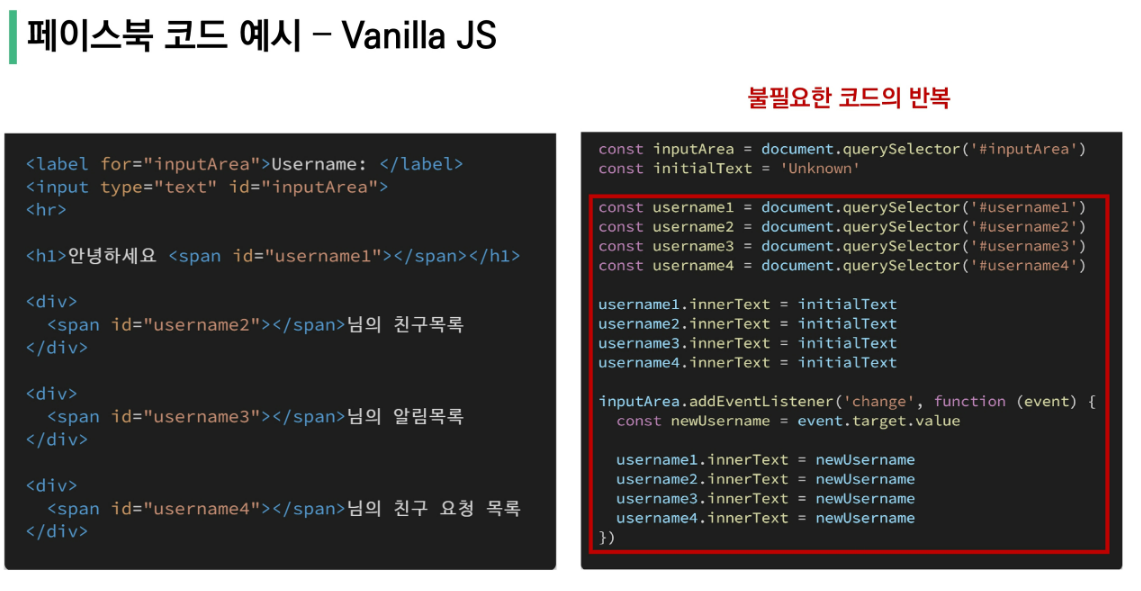 페이스북 코드 예시 – Vanilla JS
불필요한 코드의 반복
<label for="inputArea">Username: </label>
<input type="text" id="inputArea">
<hr>
<h1>안녕하세요 <span id="username1"></span></h1>
<div>
<span id="username2"></span>님의 친구목록
</div>
<div>
<span id="username3"></span>님의 알림목록
</div>
<div>
<span id="username4"></span>님의 친구 요청 목록
</div>
const inputArea = document.querySelector('#inputArea')
const initialText = 'Unknown'
const username1 = document.querySelector('#username1')
const username2 = document.querySelector('#username2')
const username3 = document.querySelector('#username3')
const username4 = document.querySelector('#username4')
username1.innerText = initialText
username2.innerText = initialText
username3.innerText = initialText
username4.innerText = initialText
inputArea.addEventListener('change', function (event) {
const newUsername = event.target.value
username1.innerText = newUsername
username2.innerText = newUsername
username3.innerText = newUsername
username4.innerText = newUsername
})